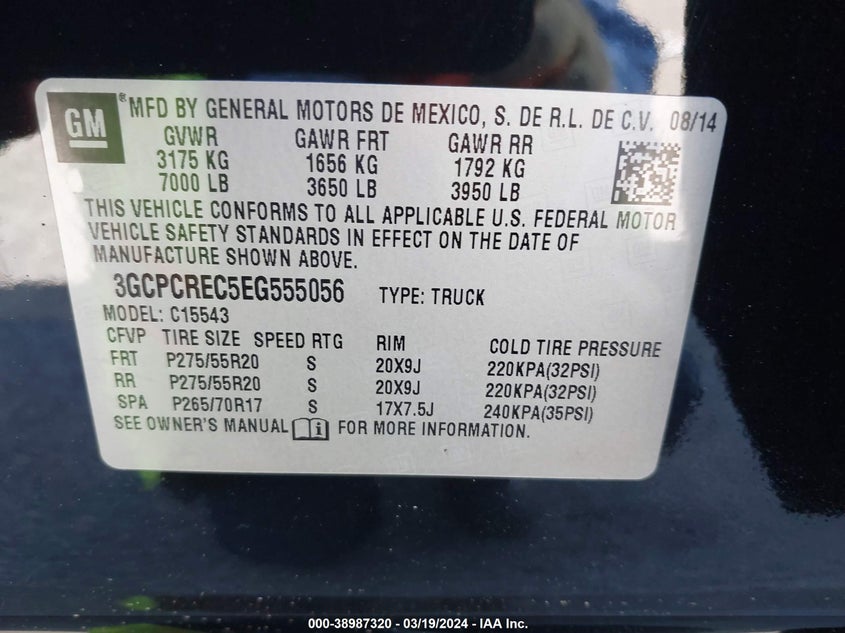 GM ® MFD BY GENERAL MOTORS DE MEXICO, S. DE R.L. DE C.V. 08/14
GVWR GAWR FRT GAWR RR
3175 KG 1656 KG 1792 KG
7000 LB 3650 LB 3950 LB
THIS VEHICLE CONFORMS TO ALL APPLICABLE U.S. FEDERAL MOTOR
VEHICLE SAFETY STANDARDS IN EFFECT ON THE DATE OF
MANUFACTURE SHOWN ABOVE.
3GCPCREC5EG555056 TYPE: TRUCK
MODEL: C15543
CFVP TIRE SIZE SPEED RTG RIM COLD TIRE PRESSURE
FRT P275/55R20 S 20X9J 220KPA(32PSI)
RR P275/55R20 S 20X9J 220KPA(32PSI)
SPA P265/70R17 S 17X7.5J 240KPA(35PSI)
SEE OWNER'S MANUAL i FOR MORE INFORMATION.
000-38987320 - 03/19/2024 - IAA Inc.